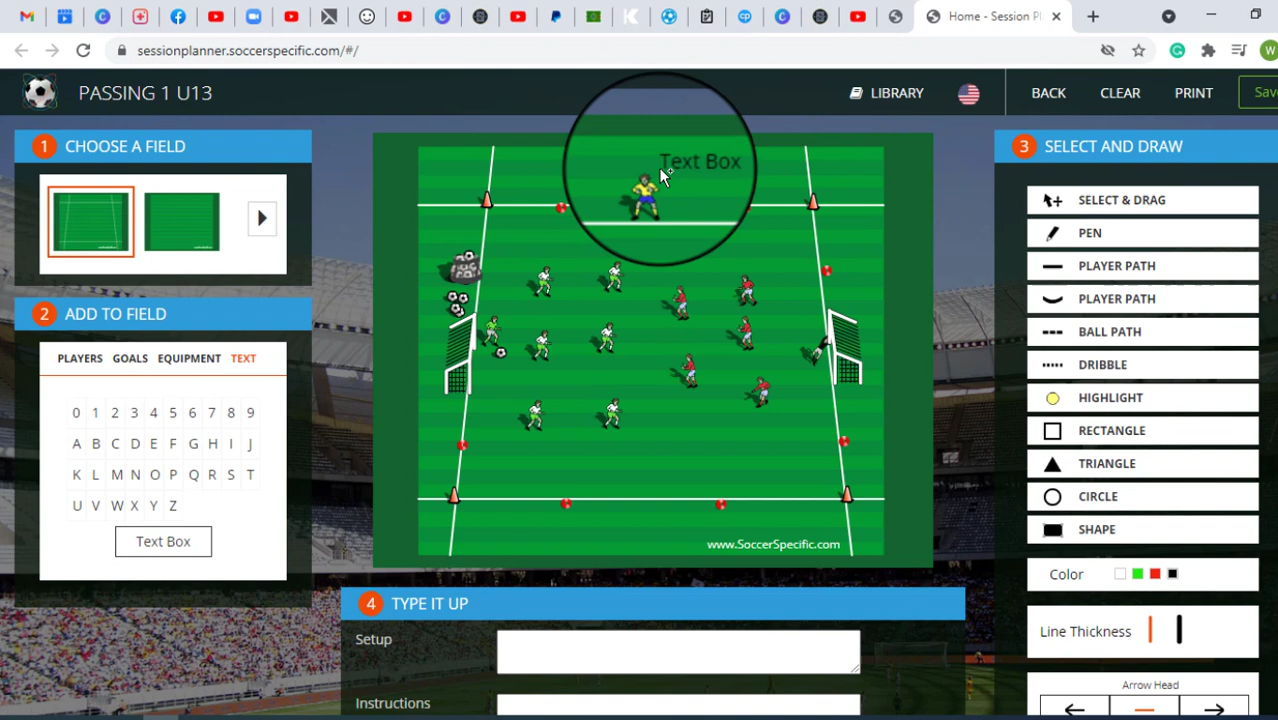 Home - Session Pl
sessionplanner.soccerspecific.com/#/
W
PASSING 1 U13
LIBRARY
BACK
CLEAR
PRINT
Sav
1 CHOOSE A FIELD
2 ADD TO FIELD
PLAYERS GOALS EQUIPMENT TEXT
0 1 2 3 4 5 6 7 8 9
A B C D E F G H I J
K L M N O P Q R S T
U V W X Y Z
Text Box
Text Box
www.SoccerSpecific.com
4 TYPE IT UP
Setup
Instructions
3 SELECT AND DRAW
SELECT & DRAG
PEN
PLAYER PATH
PLAYER PATH
BALL PATH
DRIBBLE
HIGHLIGHT
RECTANGLE
TRIANGLE
CIRCLE
SHAPE
Color
Line Thickness
Arrow Head